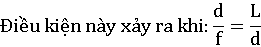 Điều kiện này xảy ra khi: d/f = L/d